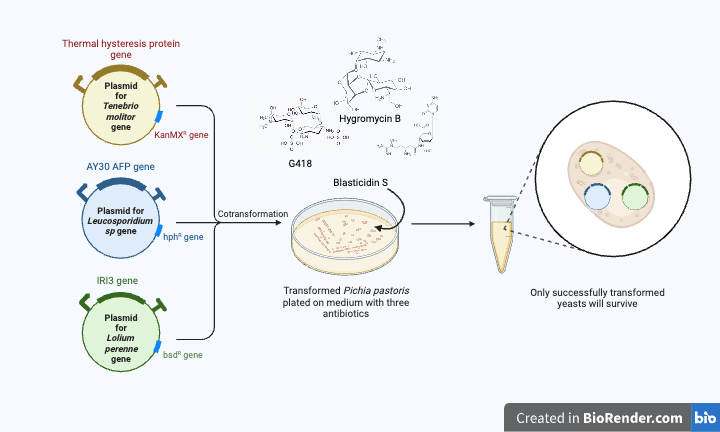 Thermal hysteresis protein
gene
Plasmid
for
Tenebrio
molitor
gene
KanMXᴿ gene
AY30 AFP gene
Plasmid for
Leucosporidium
sp gene
hphᴿ gene
IRI3 gene
Plasmid
for
Lolium
perenne
gene
bsdᴿ gene
Cotransformation
Hygromycin B
G418
Blasticidin S
Transformed Pichia pastoris
plated on medium with three
antibiotics
Only successfully transformed
yeasts will survive
Created in BioRender.com
bio